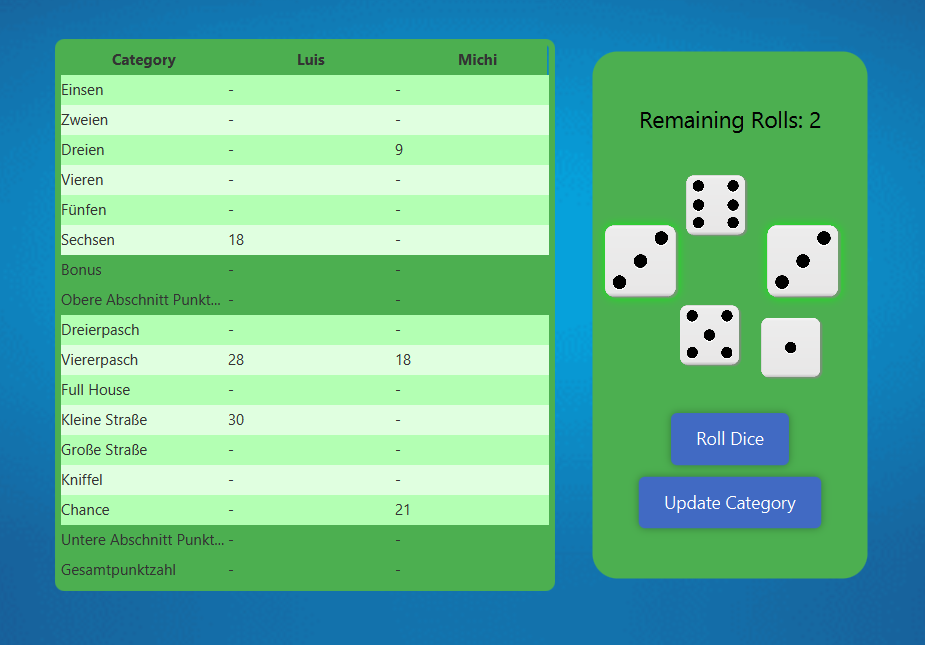 Category Luis Michi
Einsen - -
Zweien - -
Dreien - 9
Vieren - -
Fünfen - -
Sechsen 18 -
Bonus - -
Obere Abschnitt Punkt... - -
Dreierpasch - -
Viererpasch 28 18
Full House - -
Kleine Straße 30 -
Große Straße - -
Kniffel - -
Chance - 21
Untere Abschnitt Punkt... - -
Gesamtpunktzahl - -
Remaining Rolls: 2
Roll Dice
Update Category